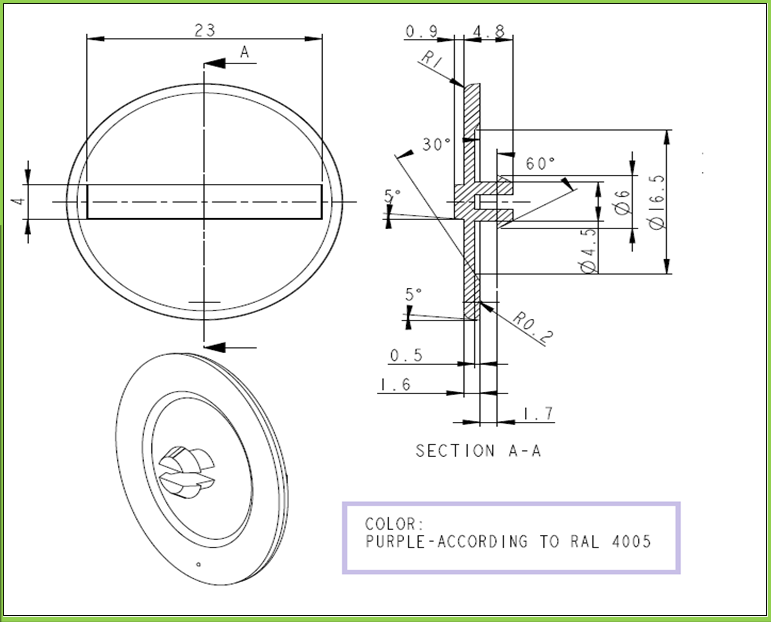 23
A
0.9
4.8
R1
30°
60°
4
5°
Ø6
Ø16.5
Ø4.5
5°
R0.2
0.5
1.6
1.7
SECTION A-A
COLOR:
PURPLE-ACCORDING TO RAL 4005